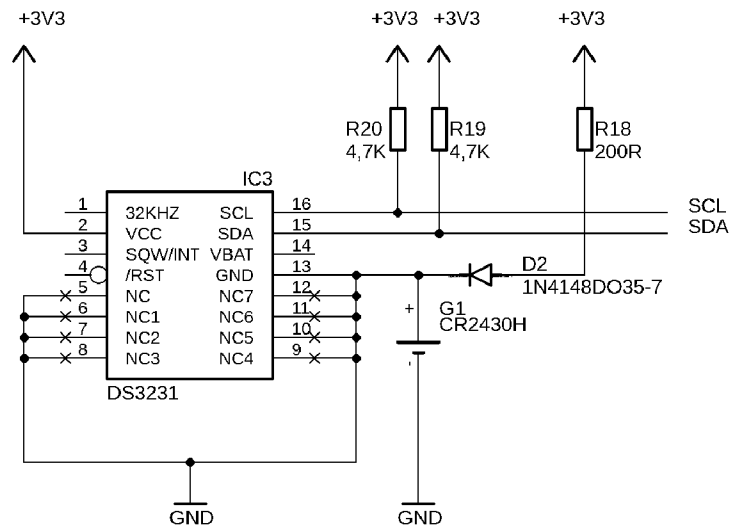 +3V3 +3V3 +3V3 +3V3
R20 R19 R18
4,7K 4,7K 200R
IC3
1 32KHZ SCL 16 SCL
2 VCC SDA 15 SDA
3 SQW/INT VBAT 14
4 /RST GND 13
5 NC NC7 12
6 NC1 NC6 11
7 NC2 NC5 10
8 NC3 NC4 9
DS3231
D2
1N4148DO35-7
+ G1
CR2430H
-
GND GND